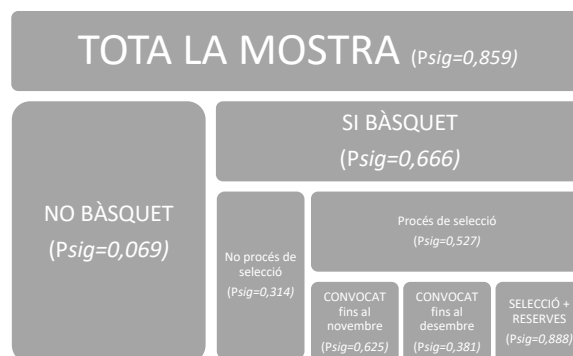 TOTA LA MOSTRA (Psig=0,859)
NO BÀSQUET
(Psig=0,069)
SI BÀSQUET
(Psig=0,666)
No procés de
selecció
(Psig=0,314)
Procés de selecció
(Psig=0,527)
CONVOCAT
fins al
novembre
(Psig=0,625)
CONVOCAT
fins al
desembre
(Psig=0,381)
SELECCIÓ +
RESERVES
(Psig=0,888)